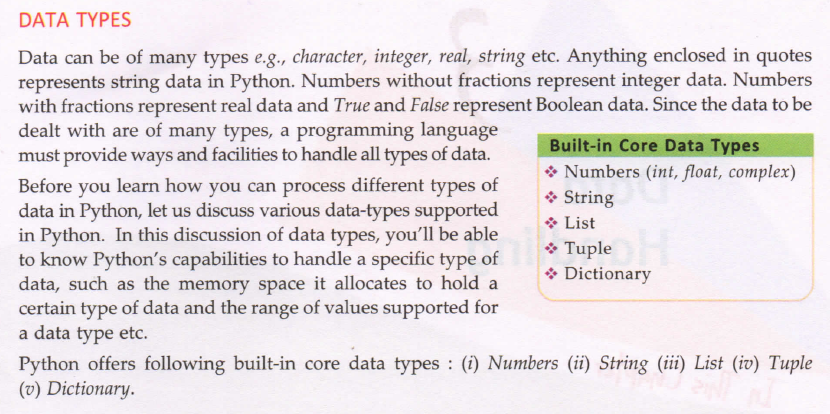 DATA TYPES
Data can be of many types e.g., character, integer, real, string etc. Anything enclosed in quotes
represents string data in Python. Numbers without fractions represent integer data. Numbers
with fractions represent real data and True and False represent Boolean data. Since the data to be
dealt with are of many types, a programming language
must provide ways and facilities to handle all types of data.
Before you learn how you can process different types of
data in Python, let us discuss various data-types supported
in Python. In this discussion of data types, you'll be able
to know Python's capabilities to handle a specific type of
data, such as the memory space it allocates to hold a
certain type of data and the range of values supported for
a data type etc.
Built-in Core Data Types
❖ Numbers (int, float, complex)
❖ String
❖ List
❖ Tuple
❖ Dictionary
Python offers following built-in core data types : (i) Numbers (ii) String (iii) List (iv) Tuple
(v) Dictionary.